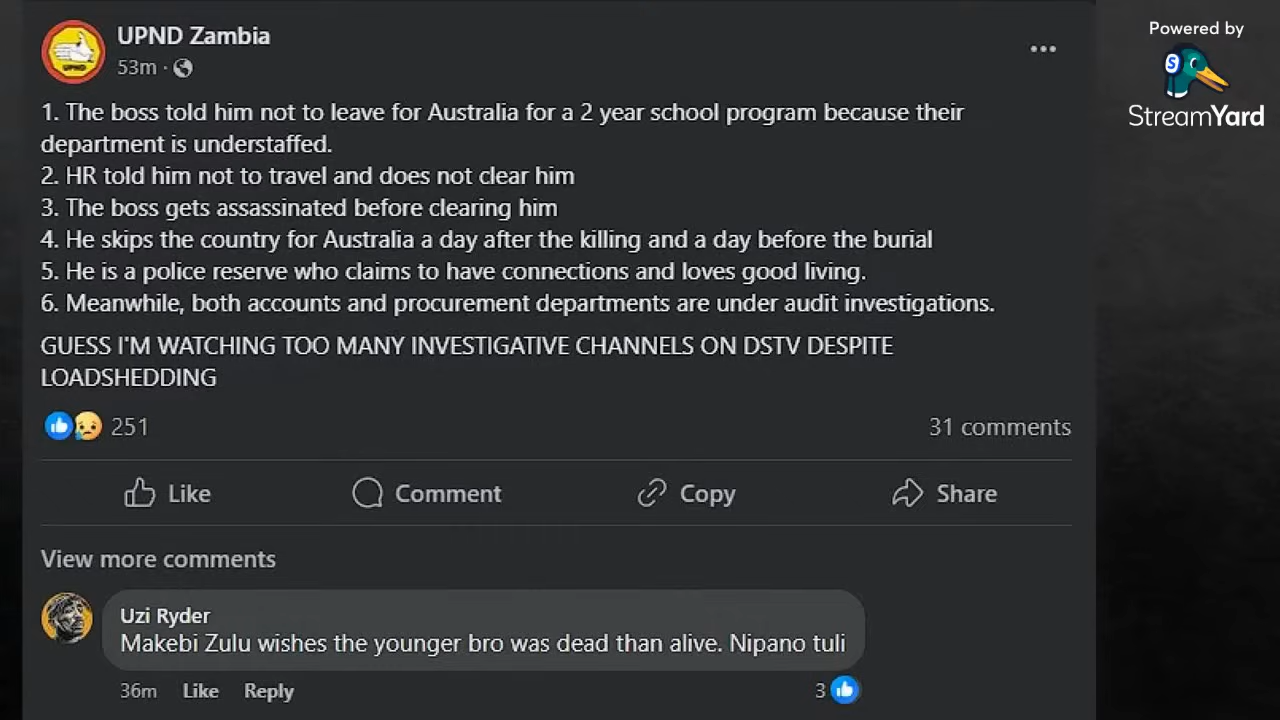 UPND Zambia
53m ·
Powered by
StreamYard
1. The boss told him not to leave for Australia for a 2 year school program because their
department is understaffed.
2. HR told him not to travel and does not clear him
3. The boss gets assassinated before clearing him
4. He skips the country for Australia a day after the killing and a day before the burial
5. He is a police reserve who claims to have connections and loves good living.
6. Meanwhile, both accounts and procurement departments are under audit investigations.
GUESS I'M WATCHING TOO MANY INVESTIGATIVE CHANNELS ON DSTV DESPITE
LOADSHEDDING
251 31 comments
Like Comment Copy Share
View more comments
Uzi Ryder
Makebi Zulu wishes the younger bro was dead than alive. Nipano tuli
36m Like Reply 3